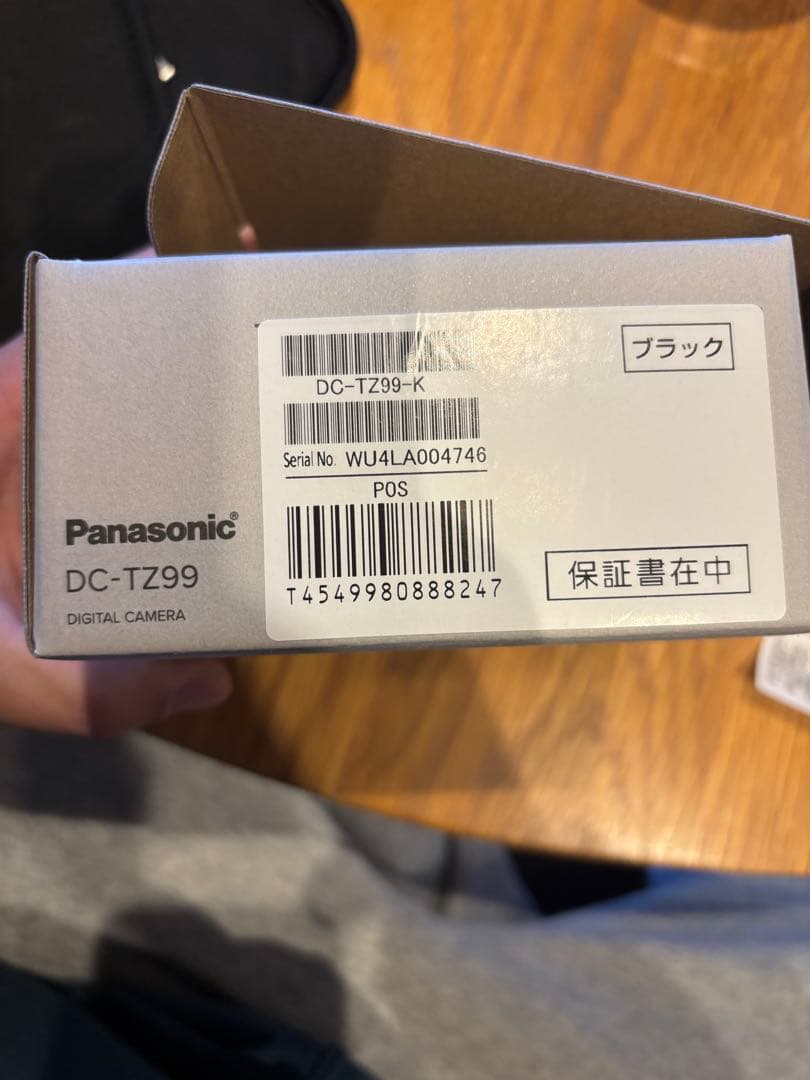 ブラック
DC-TZ99-K
Serial No. WU4LA004746
POS
T4549980888247
保証書在中
Panasonic®
DC-TZ99
DIGITAL CAMERA